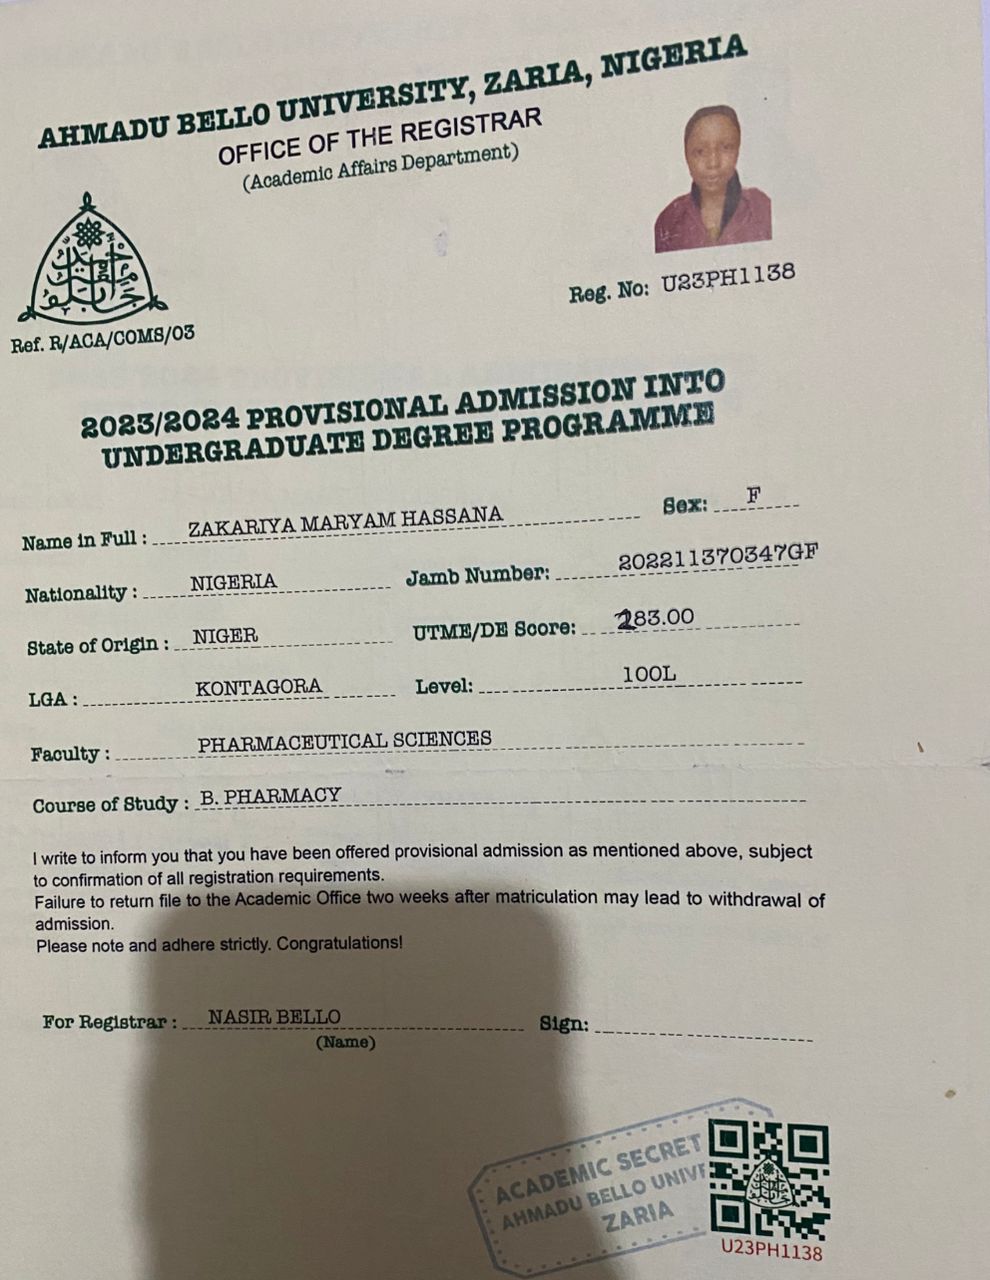 AHMADU BELLO UNIVERSITY, ZARIA, NIGERIA
OFFICE OF THE REGISTRAR
(Academic Affairs Department)
Ref. R/ACA/COMS/03
Reg. No: U23PH1138
2023/2024 PROVISIONAL ADMISSION INTO
UNDERGRADUATE DEGREE PROGRAMME
Name in Full : ZAKARIYA MARYAM HASSANA Sex: F
Nationality : NIGERIA Jamb Number: 202211370347GF
State of Origin : NIGER UTME/DE Score: 283.00
LGA : KONTAGORA Level: 100L
Faculty : PHARMACEUTICAL SCIENCES
Course of Study : B. PHARMACY
I write to inform you that you have been offered provisional admission as mentioned above, subject
to confirmation of all registration requirements.
Failure to return file to the Academic Office two weeks after matriculation may lead to withdrawal of
admission.
Please note and adhere strictly. Congratulations!
For Registrar : NASIR BELLO Sign:
(Name)
ACADEMIC SECRET
AHMADU BELLO UNIVE
ZARIA
U23PH1138